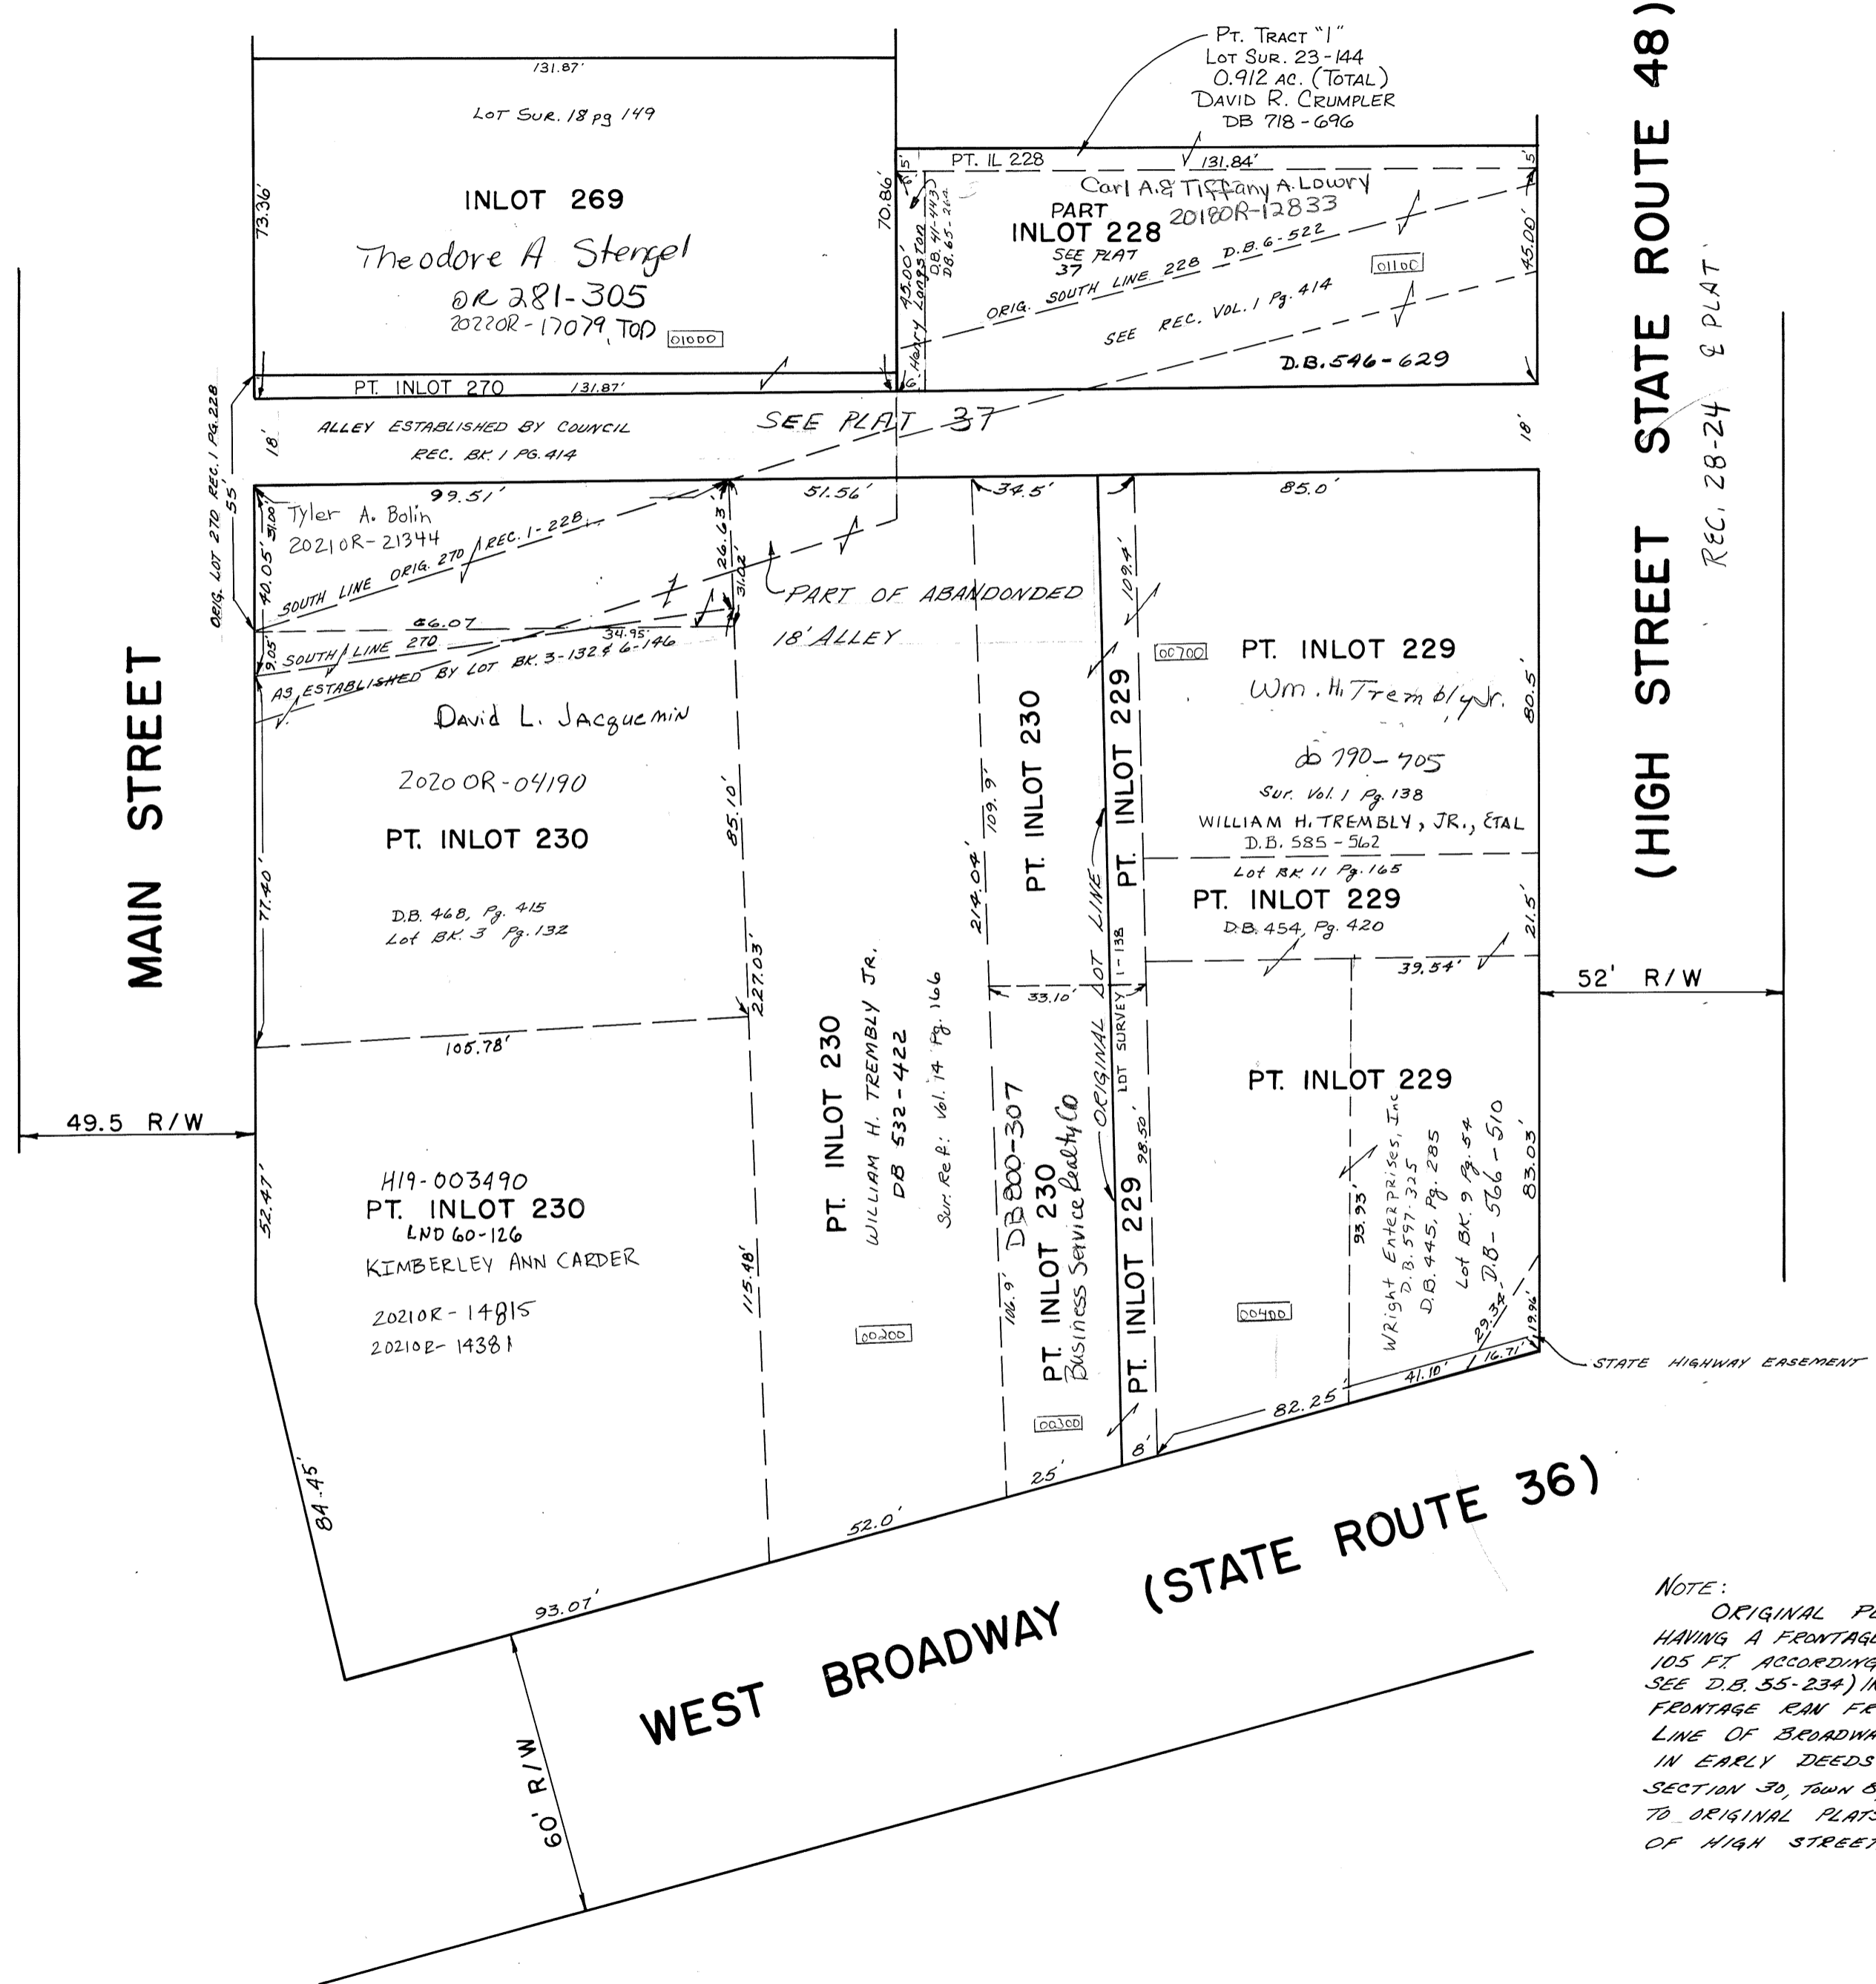 131.87'
LOT SUR. 18 pg 149
73.36'
70.86'
INLOT 269
Theodore A Stengel
OR 281-305
2022OR-17079, TOD
01000
PT. INLOT 270
131.87'
PT. TRACT "1"
LOT SUR. 23-144
0.912 AC. (TOTAL)
DAVID R. CRUMPLER
DB 718-696
PT. IL 228
131.84'
5'
5'
Carl A. & Tiffany A. Lowry
2018OR-12833
PART
INLOT 228
SEE PLAT
37
ORIG. SOUTH LINE 228 D.B. 6-522
01100
SEE REC. VOL. 1 Pg. 414
D.B. 546-629
45.00'
45.00'
Henry Langston
D.B. 41-443
ORIG. LOT 270 REC. 1 PG. 228
55'
18'
ALLEY ESTABLISHED BY COUNCIL
REC. BK. 1 PG. 414
SEE PLAT 37
18'
99.51'
51.56'
34.5'
85.0'
Tyler A. Bolin
2021OR-21344
31.00'
40.05'
9.05'
SOUTH LINE ORIG. 270 REC. 1-228
26.63'
31.02'
66.07
34.95'
SOUTH LINE 270
AS ESTABLISHED BY LOT BK. 3-132 & 6-146
PART OF ABANDONDED
18' ALLEY
David L. Jacquemin
2020 OR-04190
PT. INLOT 230
D.B. 468, Pg. 415
Lot BK. 3 Pg. 132
77.40'
85.10'
227.03'
105.78'
MAIN STREET
49.5 R/W
52.47'
H19-003490
PT. INLOT 230
LND 60-126
KIMBERLEY ANN CARDER
2021OR-14815
2021OR-14381
84.45'
115.48'
93.07'
PT. INLOT 230
WILLIAM H. TREMBLY JR.
DB 532-422
Sur. Ref: Vol. 14 Pg. 166
00200
52.0'
109.9'
214.04'
PT. INLOT 230
33.10'
106.9'
DB 800-307
PT. INLOT 230
Business Service Realty Co
00300
25'
ORIGINAL LOT LINE
ORIGINAL LOT LINE
109.4'
PT. INLOT 229
LOT SURVEY 1-138
98.50'
PT. INLOT 229
8'
00700
PT. INLOT 229
Wm. H. Trembly Jr.
db 790-705
Sur. Vol. 1 Pg. 138
WILLIAM H. TREMBLY, JR., ETAL
D.B. 585-562
80.5'
Lot BK 11 Pg. 165
PT. INLOT 229
D.B. 454, Pg. 420
21.5'
39.54'
PT. INLOT 229
93.93'
WRight Enterprises, Inc
D.B. 597-325
D.B. 445, Pg. 285
Lot BK. 9 Pg. 54
D.B- 566-510
83.03'
00400
29.34'
19.96'
16.71'
41.10'
82.25'
STATE HIGHWAY EASEMENT
52' R/W
(HIGH STREET STATE ROUTE 48)
REC. 28-24 & PLAT
WEST BROADWAY (STATE ROUTE 36)
60' R/W
NOTE:
ORIGINAL PL
HAVING A FRONTAGE
105 FT. ACCORDING
SEE D.B. 55-234) IN
FRONTAGE RAN FR
LINE OF BROADWA
IN EARLY DEEDS
SECTION 30, TOWN 8
TO ORIGINAL PLATS
OF HIGH STREET